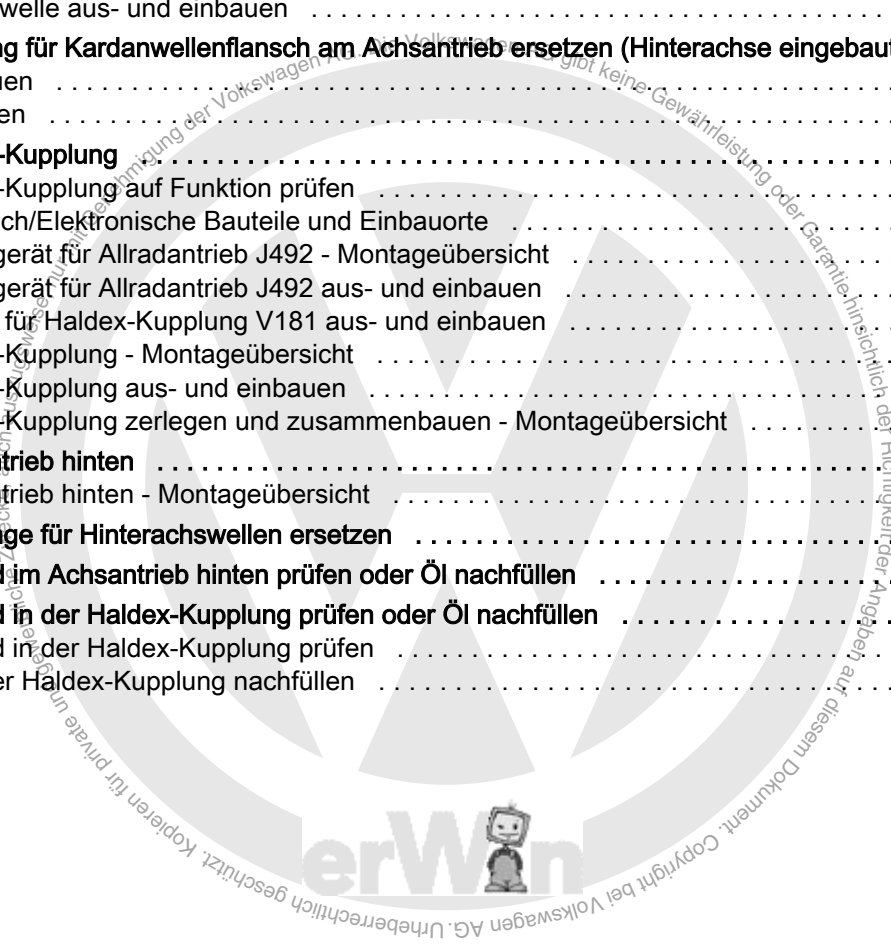 welle aus- und einbauen . . . . . . . . . . . . . . . . . . . . . . . . . . . . . . . . . . . . . .
ng für Kardanwellenflansch am Achsantrieb ersetzen (Hinterachse eingebaut
en . . . . . . . . . . . . . . . . . . . . . . . . . . . . . . . . . . . . . . . . . . . . . . . . . . . . . . . .
en . . . . . . . . . . . . . . . . . . . . . . . . . . . . . . . . . . . . . . . . . . . . . . . . . . . . . . . .
-Kupplung . . . . . . . . . . . . . . . . . . . . . . . . . . . . . . . . . . . . . . . . . . . . . . . . . .
-Kupplung auf Funktion prüfen . . . . . . . . . . . . . . . . . . . . . . . . . . . . . . . . .
ch/Elektronische Bauteile und Einbauorte . . . . . . . . . . . . . . . . . . . . . . . . .
gerät für Allradantrieb J492 - Montageübersicht . . . . . . . . . . . . . . . . . . . .
gerät für Allradantrieb J492 aus- und einbauen . . . . . . . . . . . . . . . . . . . . .
für Haldex-Kupplung V181 aus- und einbauen . . . . . . . . . . . . . . . . . . . . .
-Kupplung - Montageübersicht . . . . . . . . . . . . . . . . . . . . . . . . . . . . . . . . .
-Kupplung aus- und einbauen . . . . . . . . . . . . . . . . . . . . . . . . . . . . . . . . .
-Kupplung zerlegen und zusammenbauen - Montageübersicht . . . . . . . . .
trieb hinten . . . . . . . . . . . . . . . . . . . . . . . . . . . . . . . . . . . . . . . . . . . . . . . . .
trieb hinten - Montageübersicht . . . . . . . . . . . . . . . . . . . . . . . . . . . . . . . .
nge für Hinterachswellen ersetzen . . . . . . . . . . . . . . . . . . . . . . . . . . . . . .
d im Achsantrieb hinten prüfen oder Öl nachfüllen . . . . . . . . . . . . . . . . . .
d in der Haldex-Kupplung prüfen oder Öl nachfüllen . . . . . . . . . . . . . . . . .
d in der Haldex-Kupplung prüfen . . . . . . . . . . . . . . . . . . . . . . . . . . . . . . .
er Haldex-Kupplung nachfüllen . . . . . . . . . . . . . . . . . . . . . . . . . . . . . . . . .
erWin